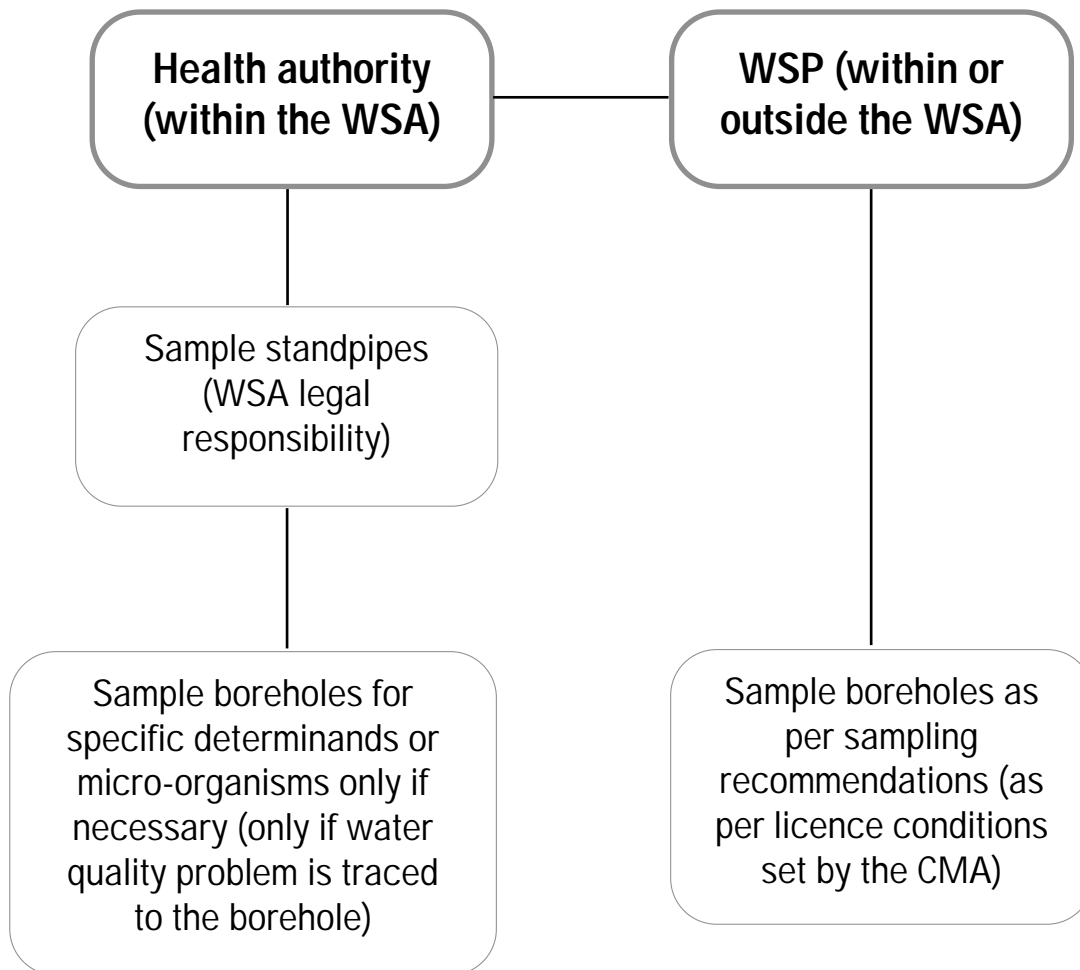 Health authority
(within the WSA)
WSP (within or
outside the WSA)
Sample standpipes
(WSA legal
responsibility)
Sample boreholes for
specific determinands or
micro-organisms only if
necessary (only if water
quality problem is traced
to the borehole)
Sample boreholes as
per sampling
recommendations (as
per licence conditions
set by the CMA)